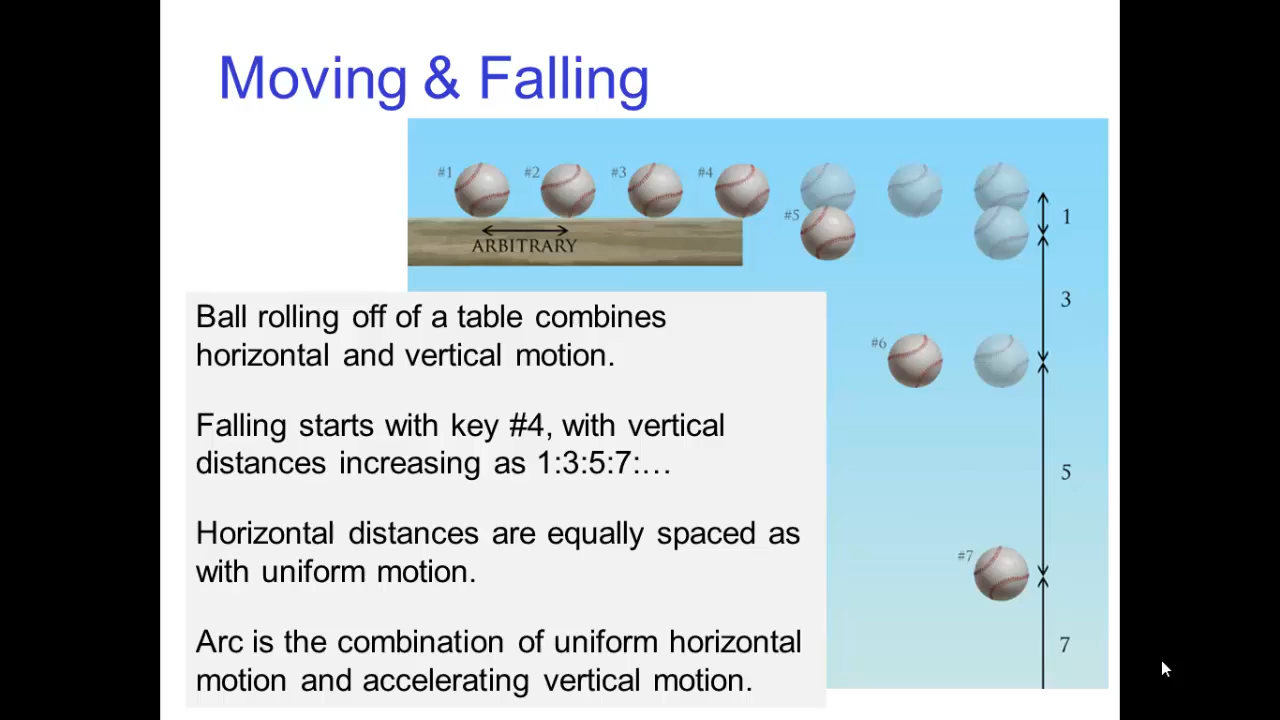 Moving & Falling
#1 #2 #3 #4
#5
1
ARBITRARY
3
#6
5
#7
7
Ball rolling off of a table combines
horizontal and vertical motion.
Falling starts with key #4, with vertical
distances increasing as 1:3:5:7:…
Horizontal distances are equally spaced as
with uniform motion.
Arc is the combination of uniform horizontal
motion and accelerating vertical motion.